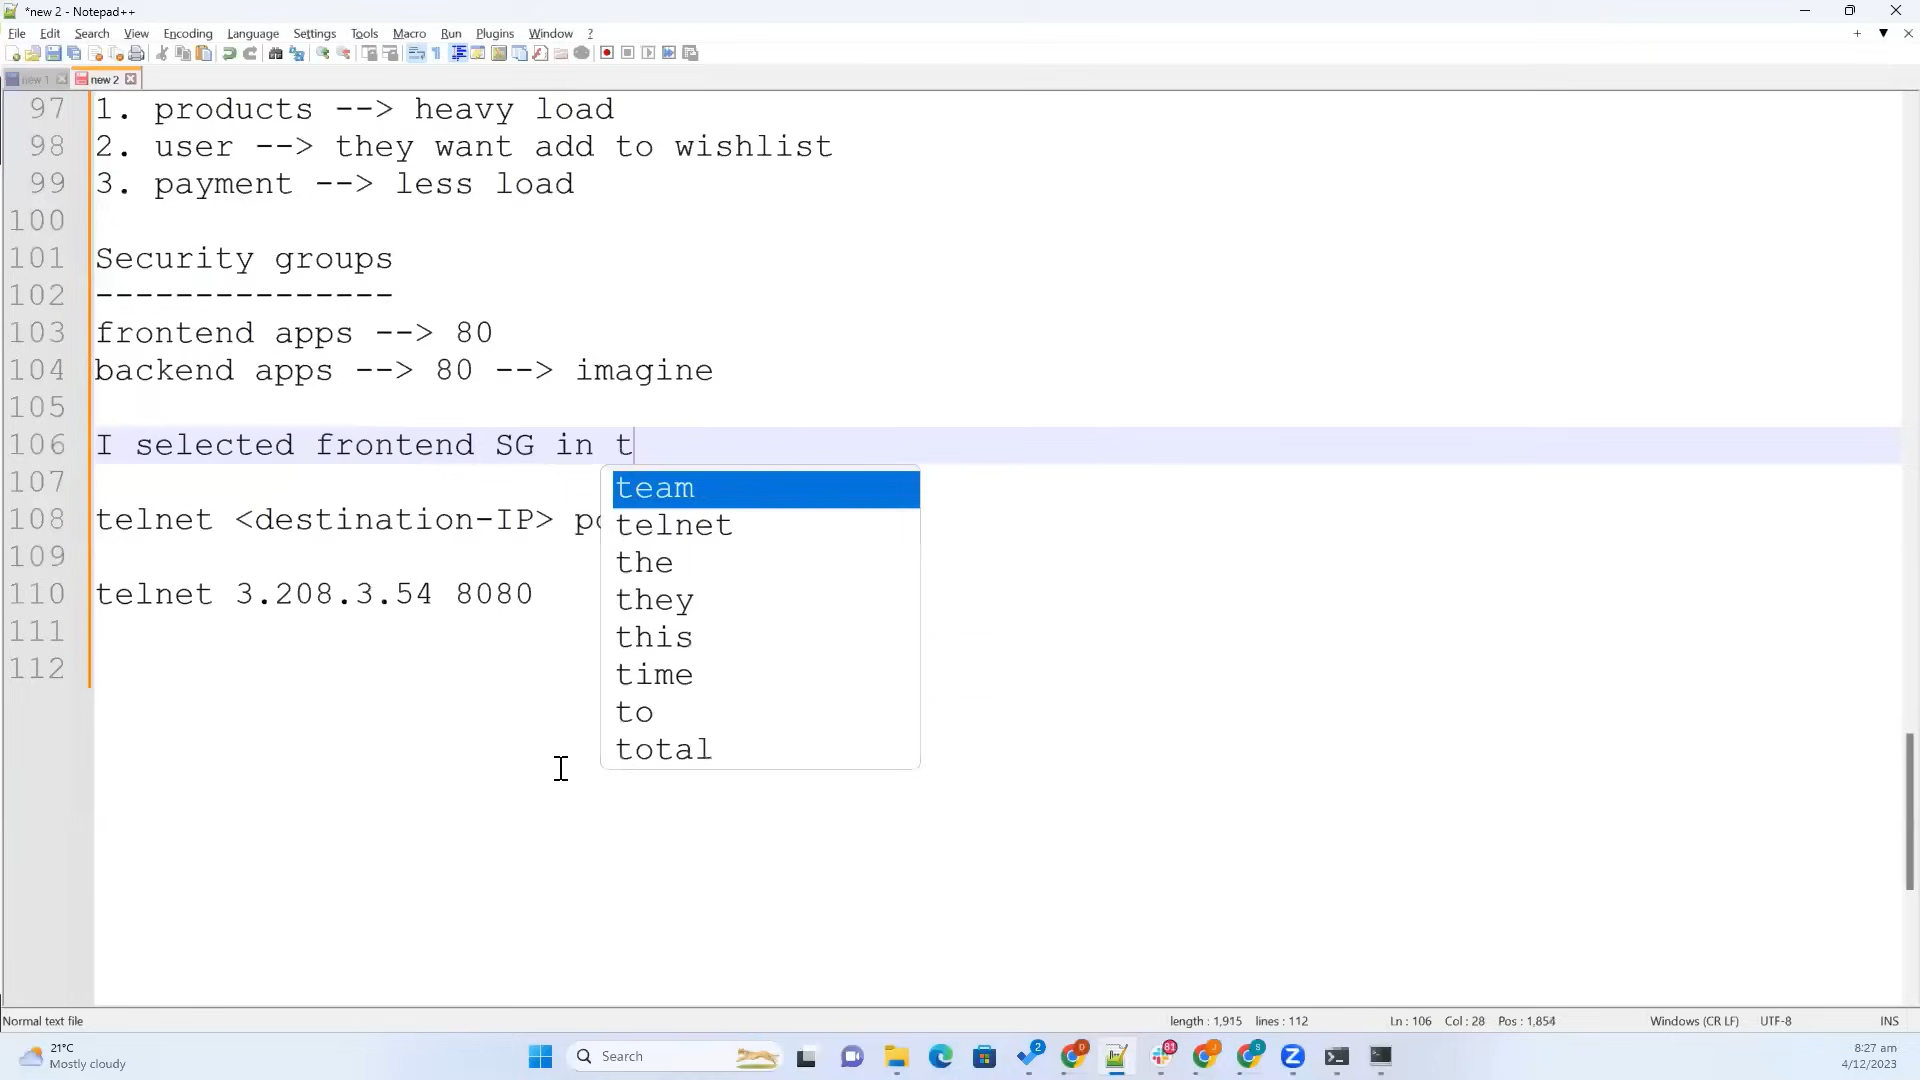 *new 2 - Notepad++
File Edit Search View Encoding Language Settings Tools Macro Run Plugins Window ?
new 1 new 2
97 1. products --> heavy load
98 2. user --> they want add to wishlist
99 3. payment --> less load
100
101 Security groups
102 ---------------
103 frontend apps --> 80
104 backend apps --> 80 --> imagine
105
106 I selected frontend SG in t
107
108 telnet <destination-IP> po
109
110 telnet 3.208.3.54 8080
111
112
team
telnet
the
they
this
time
to
total
Normal text file length : 1,915 lines : 112 Ln : 106 Col : 28 Pos : 1,854 Windows (CR LF) UTF-8 INS
21°C
Mostly cloudy
Search
2
D
81
J
S
8:27 am
4/12/2023